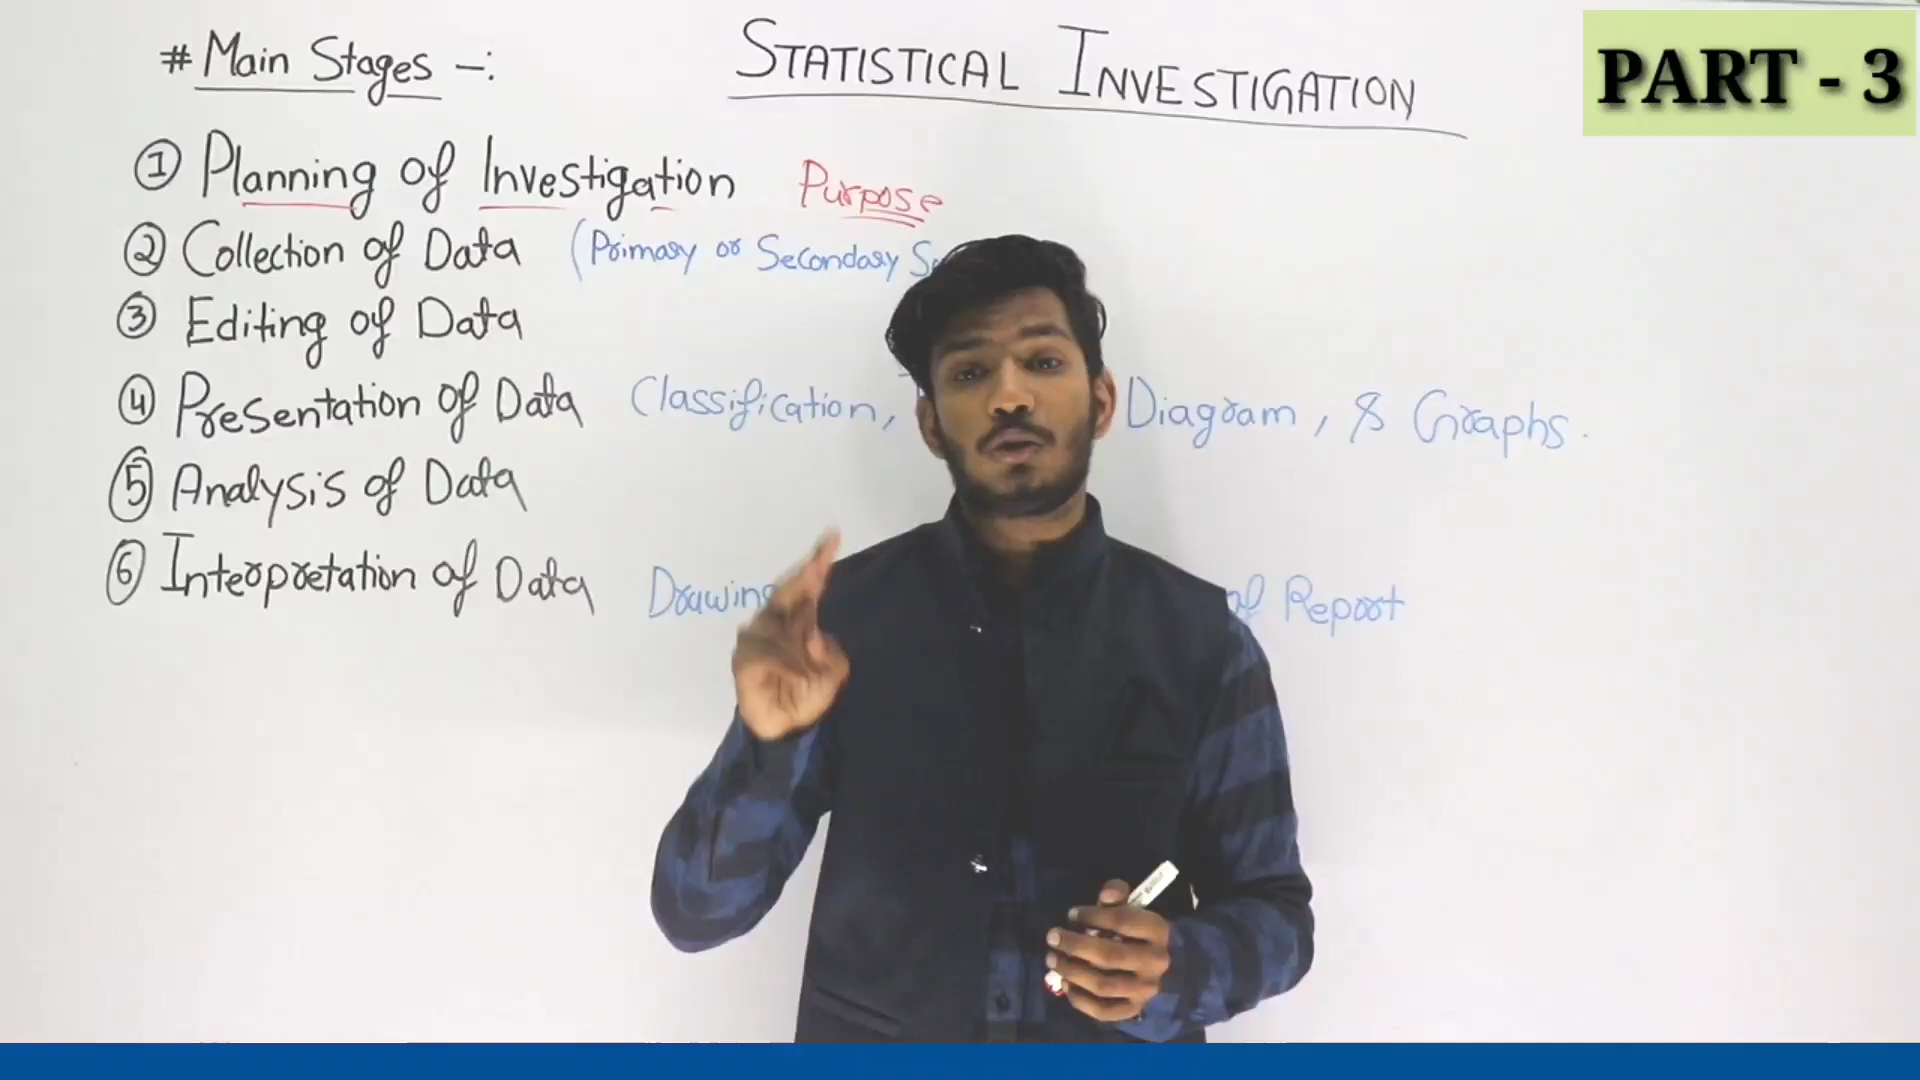 # Main Stages -:
STATISTICAL INVESTIGATION
PART - 3
① Planning of Investigation Purpose
② Collection of Data (Primary or Secondary
③ Editing of Data
④ Presentation of Data Classification, Diagram, & Graphs.
⑤ Analysis of Data
⑥ Interpretation of Data Drawing of Report